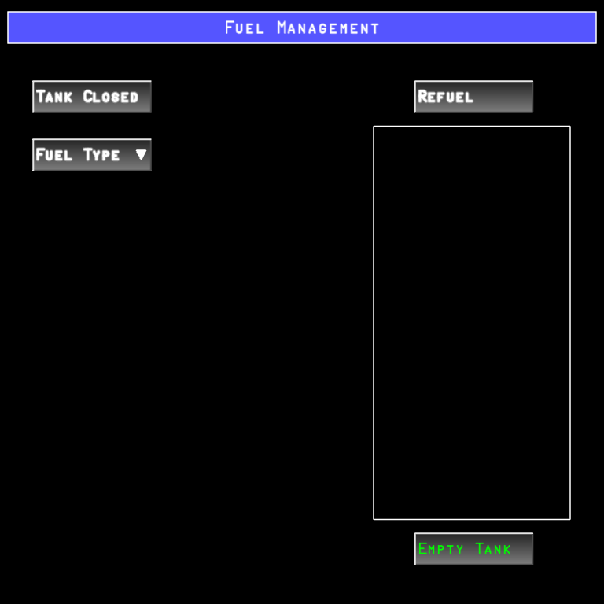 Fuel Management
Tank Closed
Refuel
Fuel Type ▼
Empty Tank